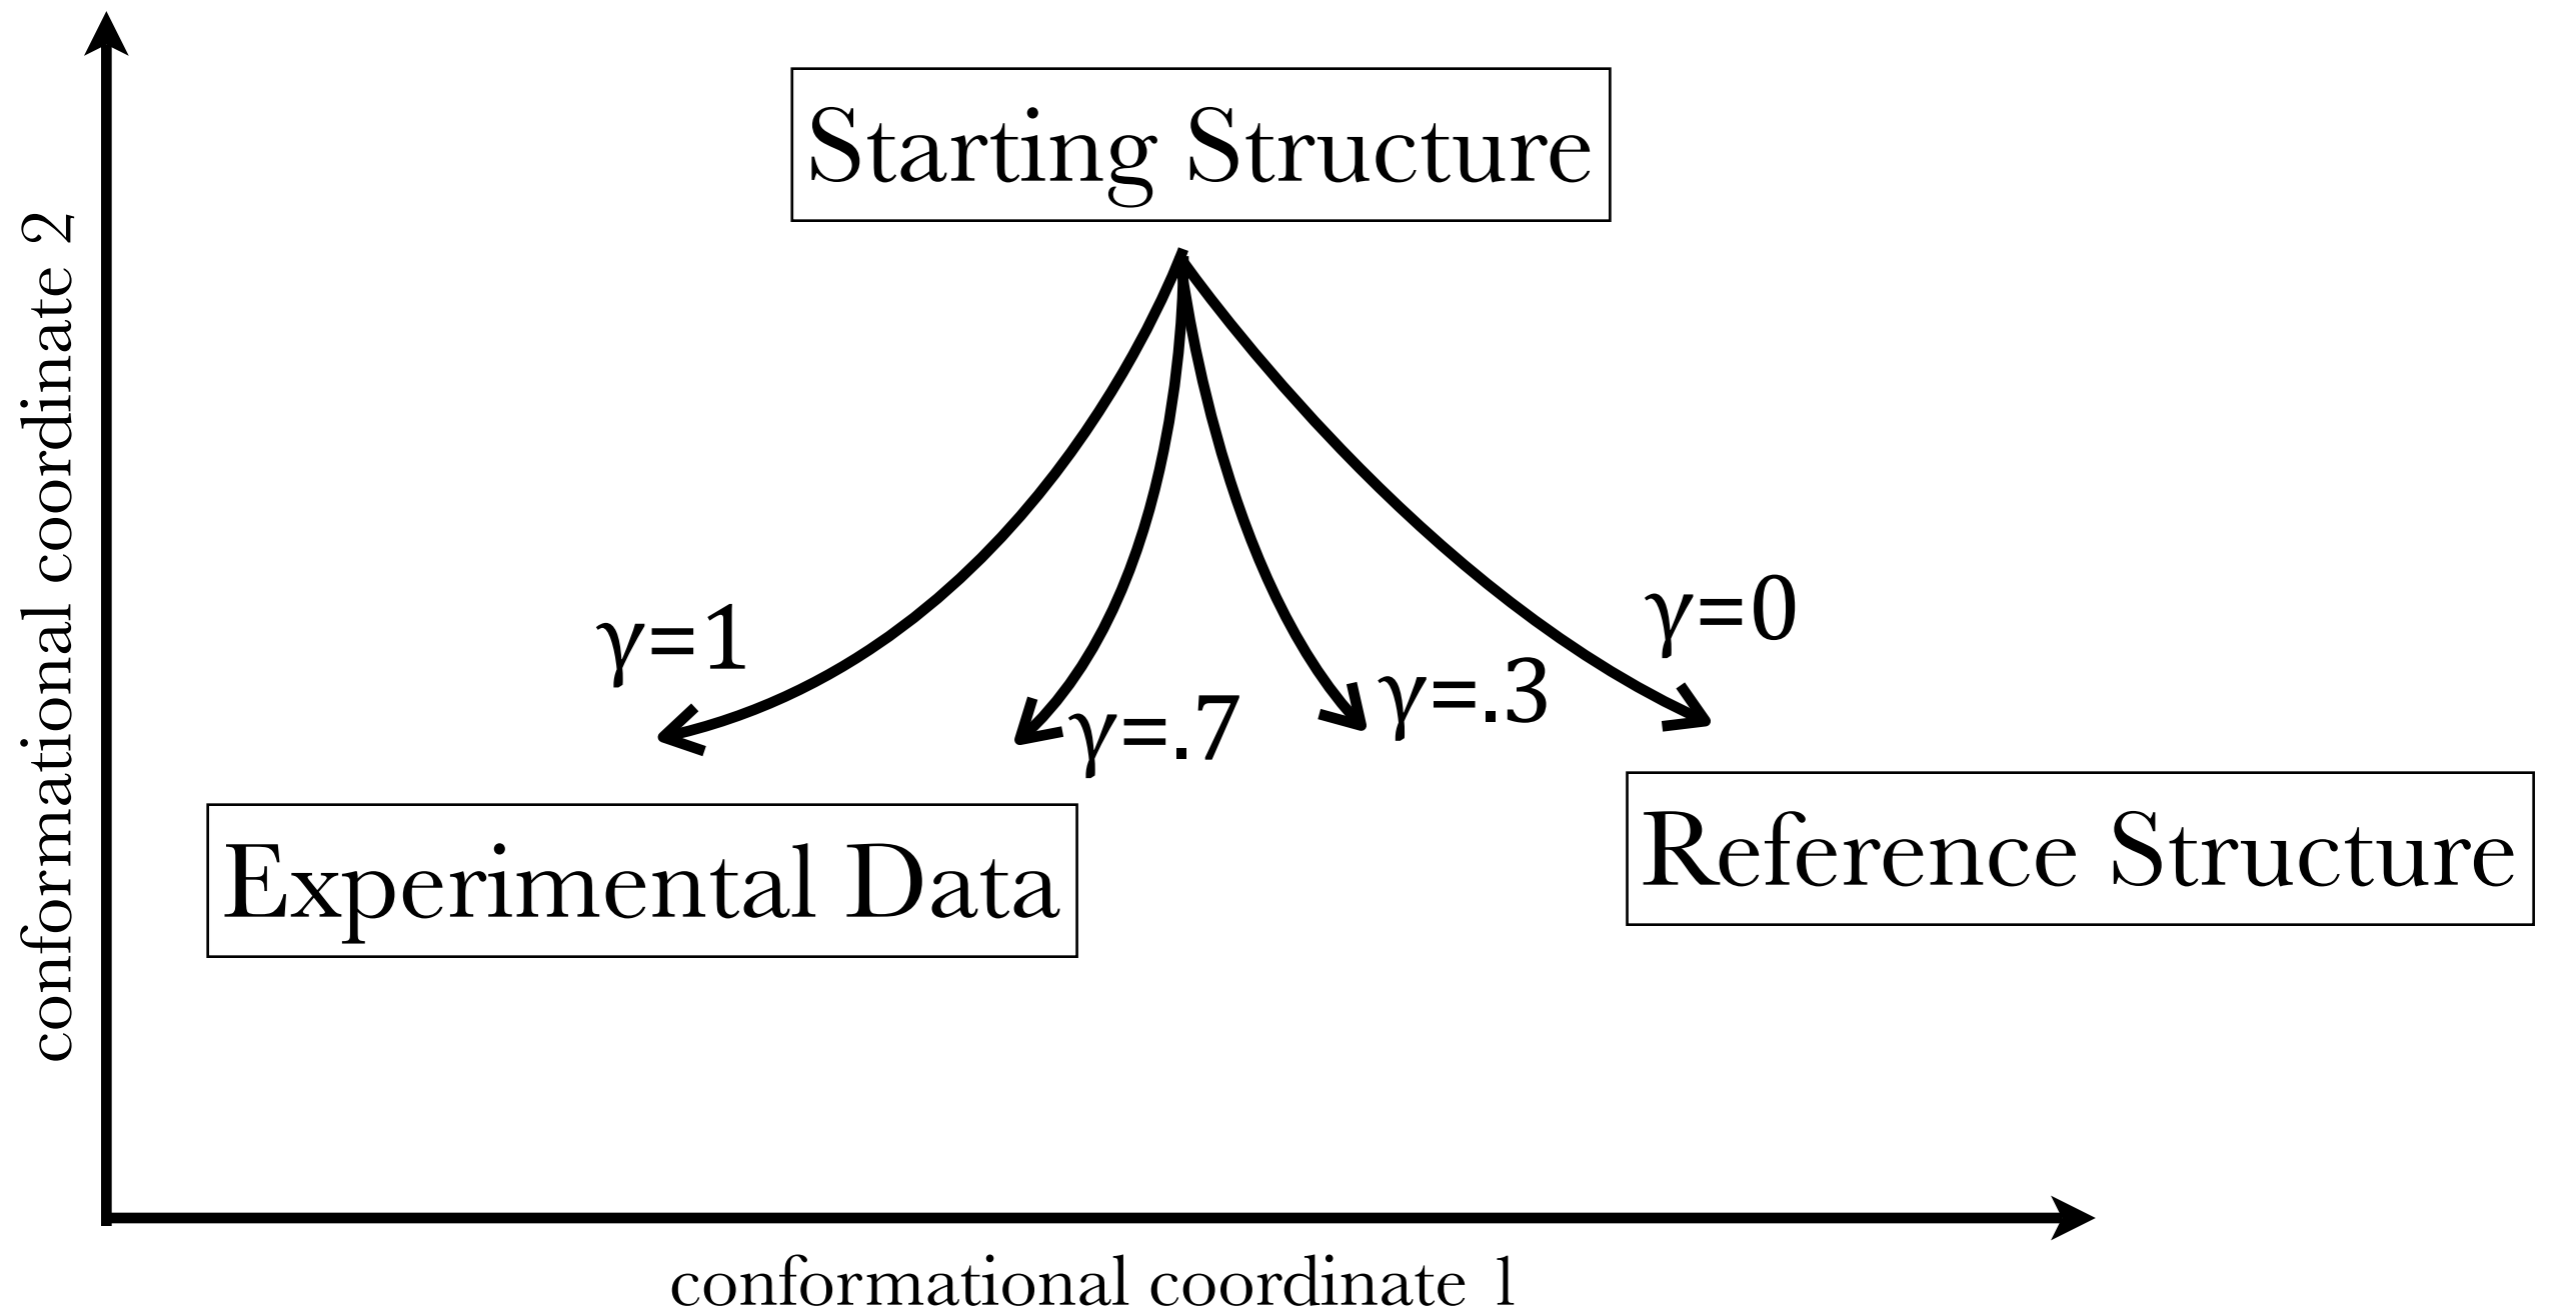 Starting Structure
conformational coordinate 2
γ=1
γ=.7
γ=.3
γ=0
Experimental Data
Reference Structure
conformational coordinate 1